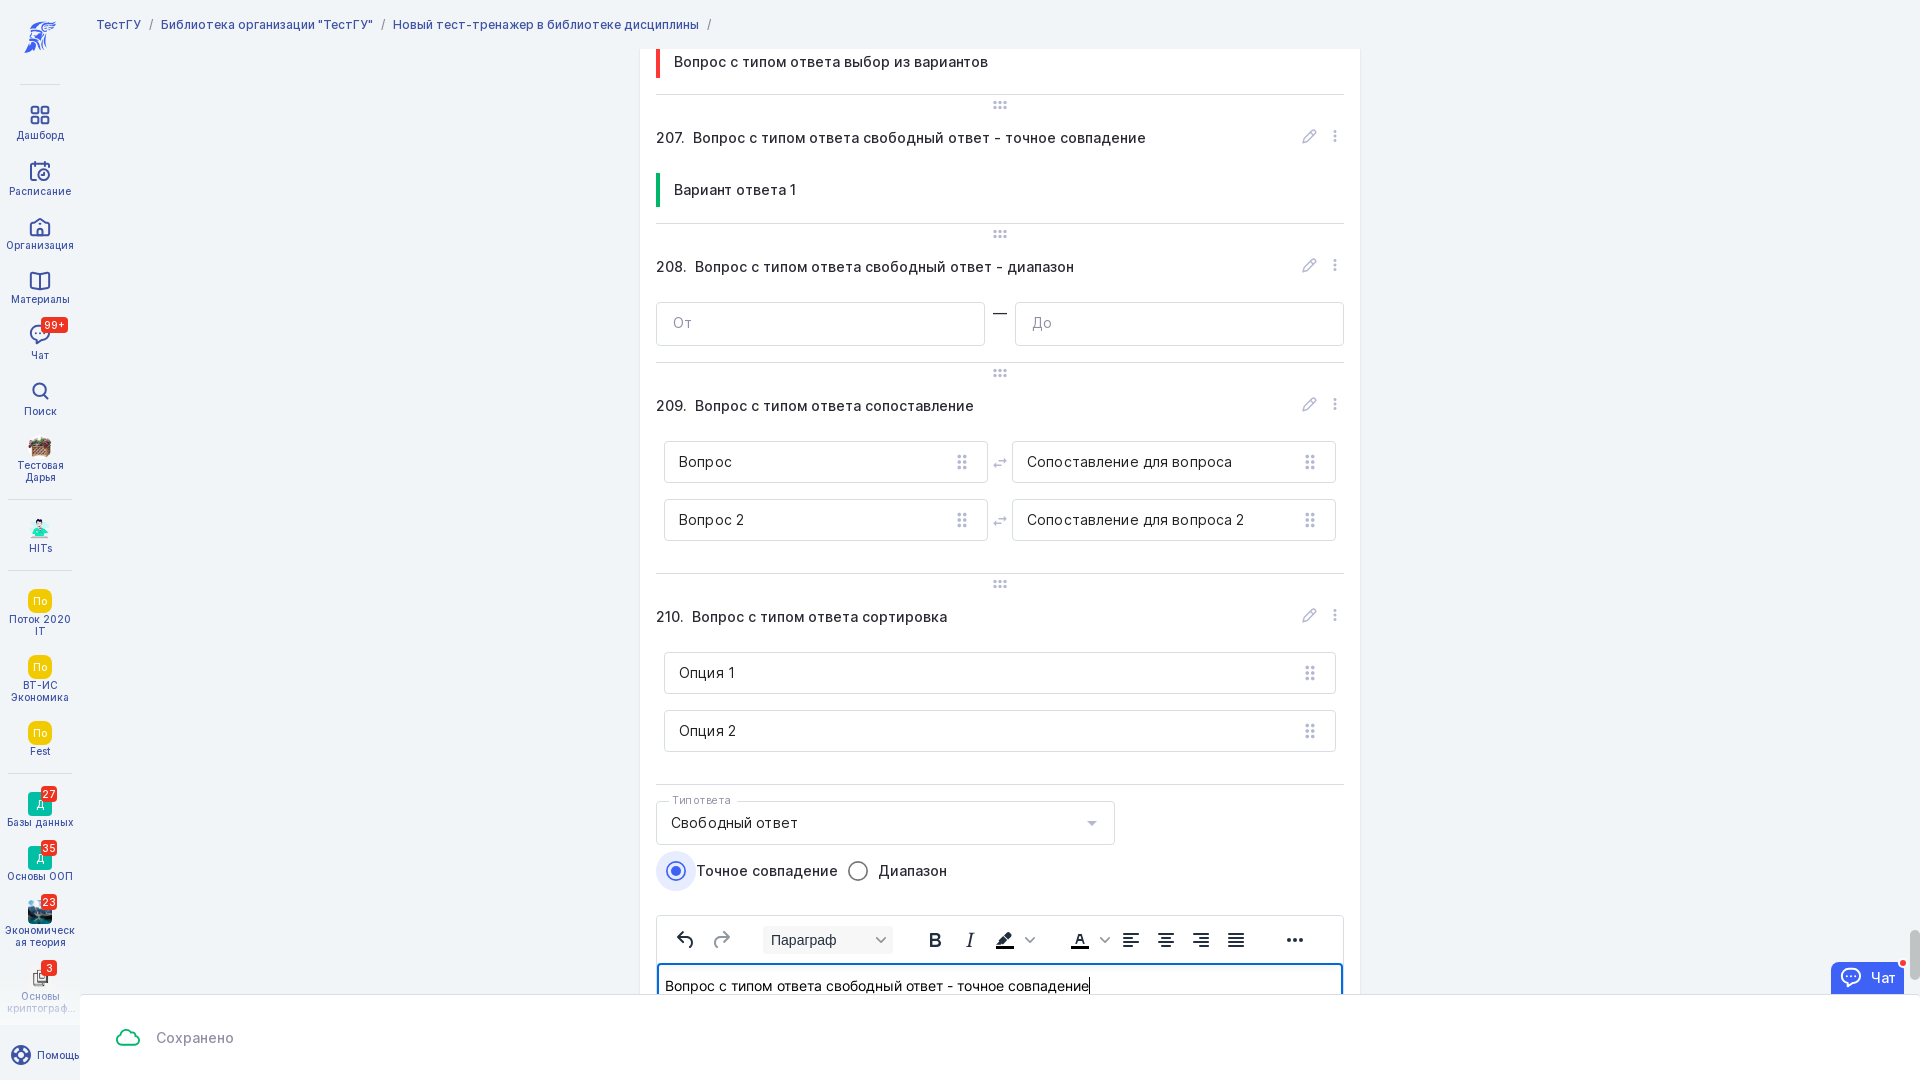 ТестГУ / Библиотека организации "ТестГУ" / Новый тест-тренажер в библиотеке дисциплины /
Дашборд
Расписание
Организация
Материалы
99+
Чат
Поиск
Тестовая
Дарья
HITs
По
Поток 2020
IT
По
ВТ-ИС
Экономика
По
Fest
27
Д
Базы данных
35
Д
Основы ООП
23
Экономическ
ая теория
3
Основы
криптограф...
Помощь
Вопрос с типом ответа выбор из вариантов
207. Вопрос с типом ответа свободный ответ - точное совпадение
Вариант ответа 1
208. Вопрос с типом ответа свободный ответ - диапазон
От — До
209. Вопрос с типом ответа сопоставление
Вопрос Сопоставление для вопроса
Вопрос 2 Сопоставление для вопроса 2
210. Вопрос с типом ответа сортировка
Опция 1
Опция 2
Тип ответа
Свободный ответ
Точное совпадение Диапазон
Параграф B I A
Вопрос с типом ответа свободный ответ - точное совпадение
Чат
Сохранено